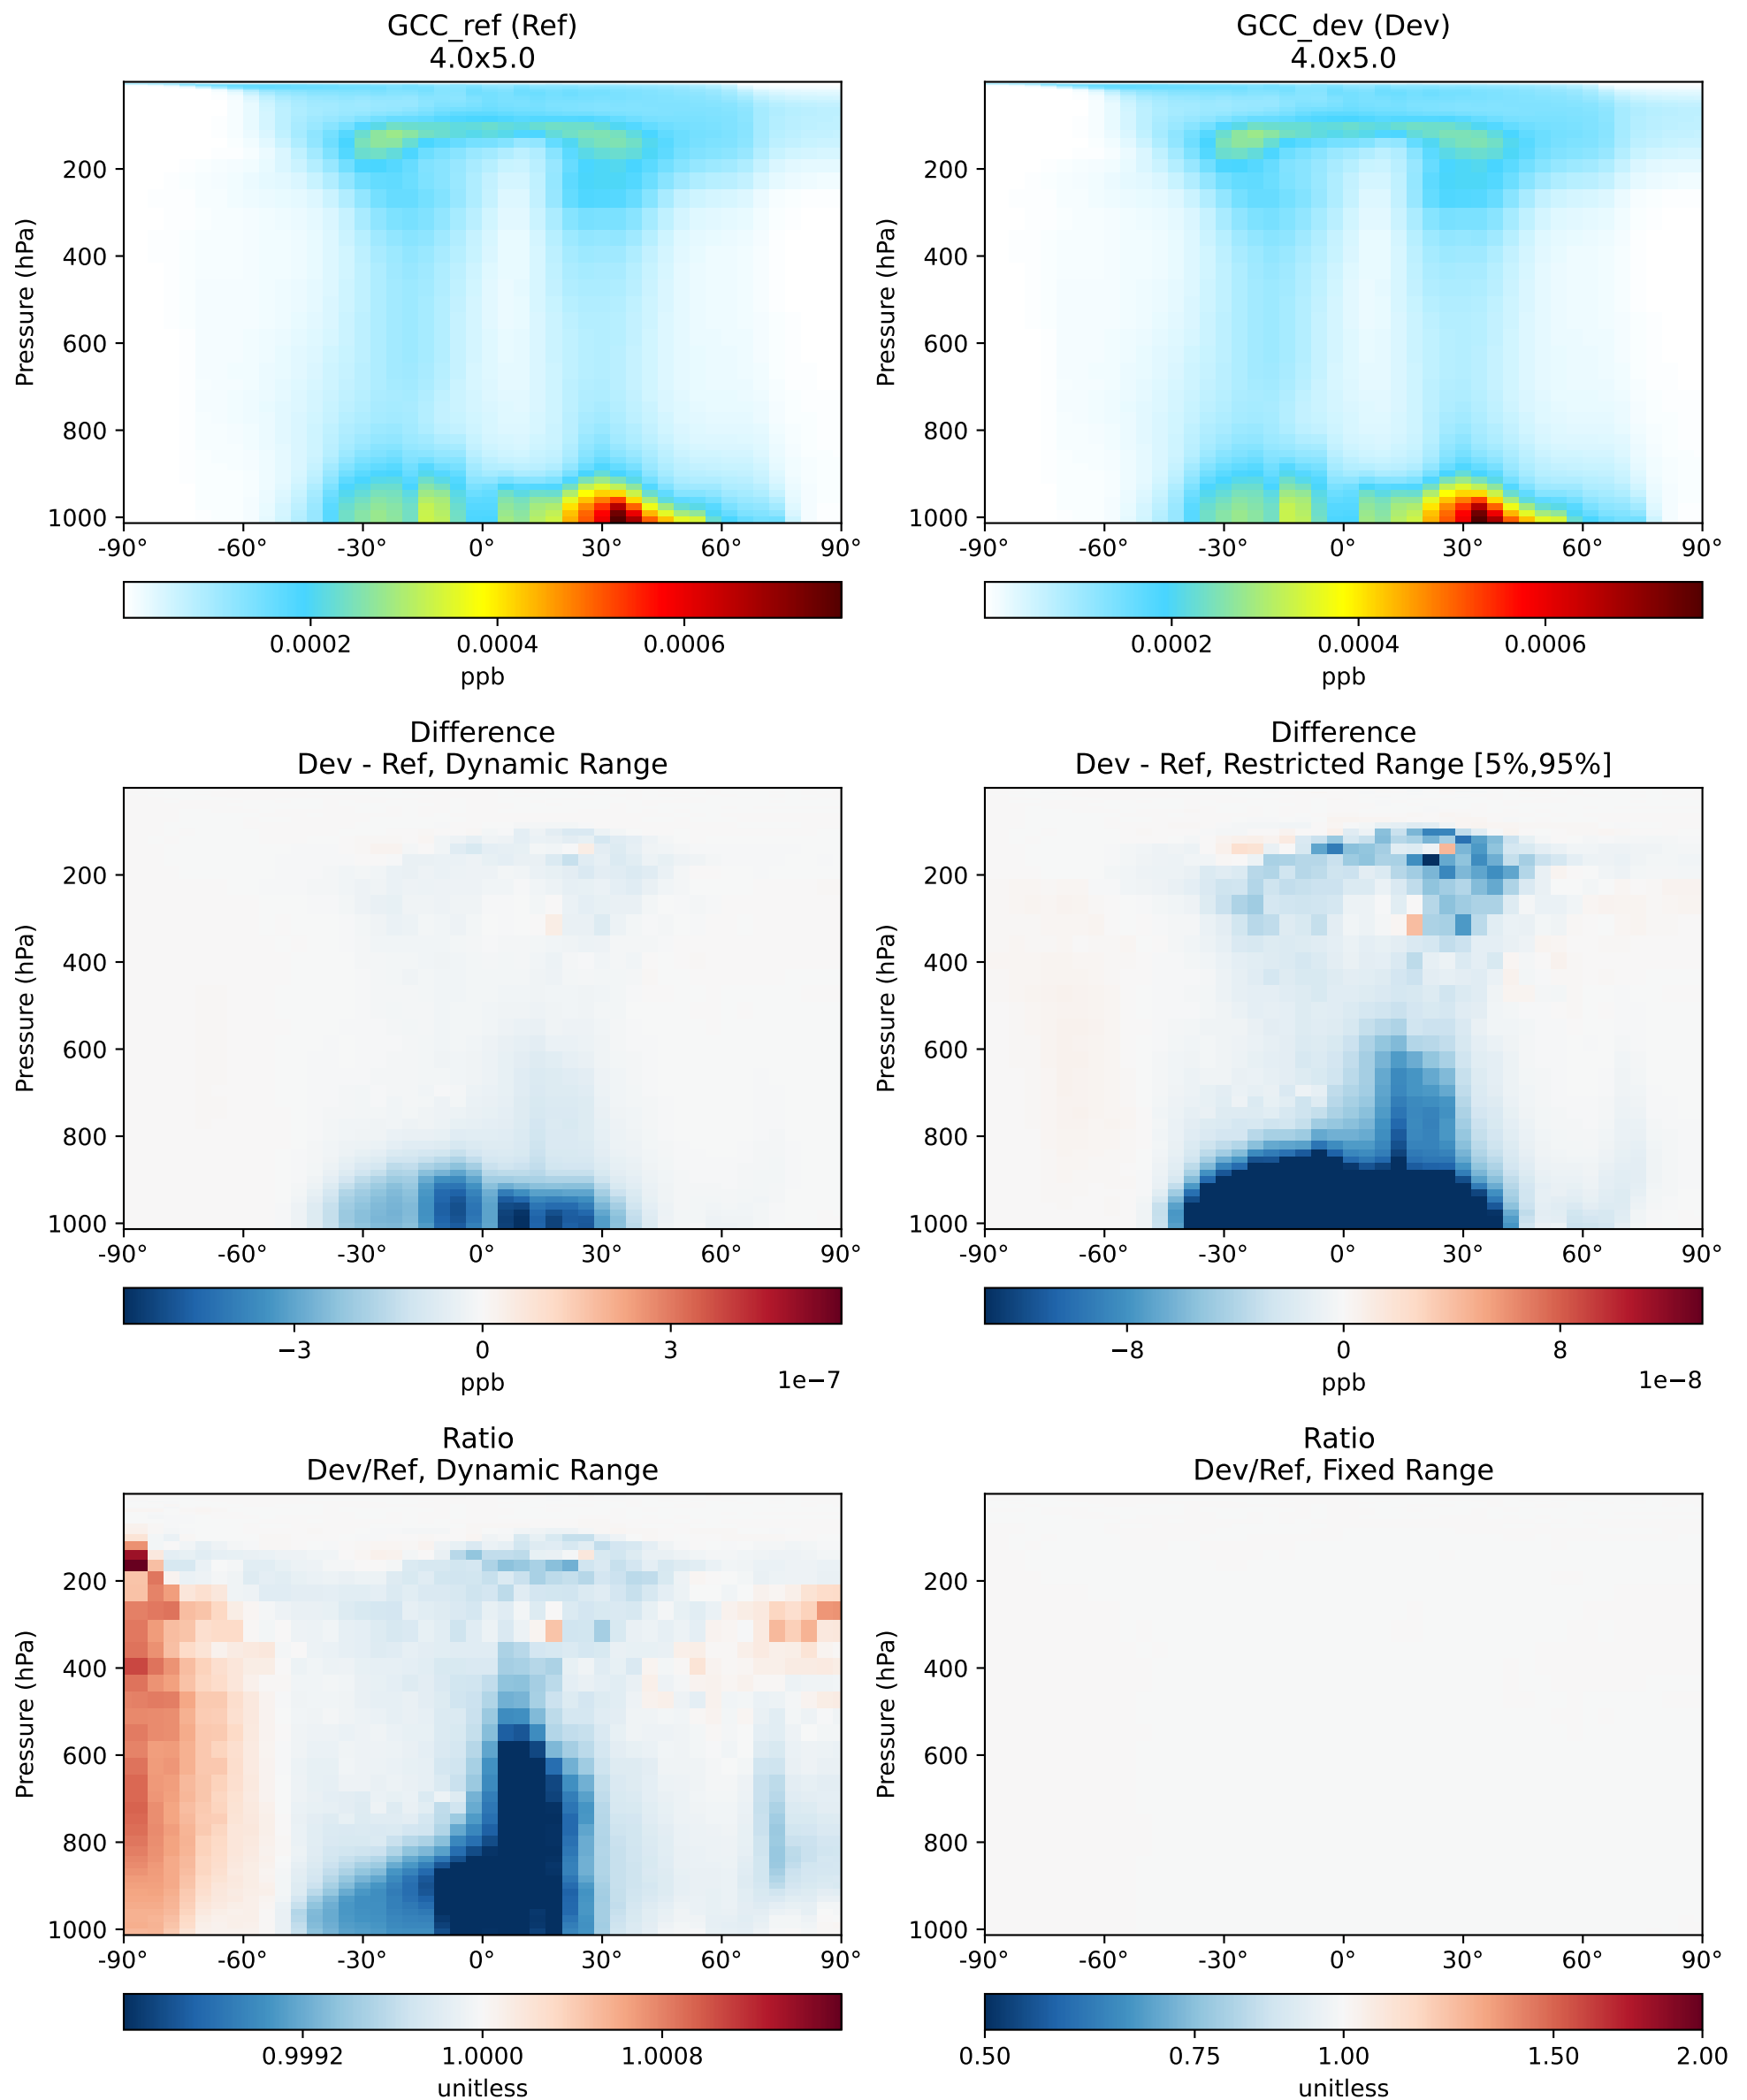 GCC_ref (Ref)
4.0x5.0
Pressure (hPa)
200
400
600
800
1000
-90° -60° -30° 0° 30° 60° 90°
0.0002 0.0004 0.0006
ppb
GCC_dev (Dev)
4.0x5.0
Pressure (hPa)
200
400
600
800
1000
-90° -60° -30° 0° 30° 60° 90°
0.0002 0.0004 0.0006
ppb
Difference
Dev - Ref, Dynamic Range
Pressure (hPa)
200
400
600
800
1000
-90° -60° -30° 0° 30° 60° 90°
−3 0 3
1e−7
ppb
Difference
Dev - Ref, Restricted Range [5%,95%]
Pressure (hPa)
200
400
600
800
1000
-90° -60° -30° 0° 30° 60° 90°
−8 0 8
1e−8
ppb
Ratio
Dev/Ref, Dynamic Range
Pressure (hPa)
200
400
600
800
1000
-90° -60° -30° 0° 30° 60° 90°
0.9992 1.0000 1.0008
unitless
Ratio
Dev/Ref, Fixed Range
Pressure (hPa)
200
400
600
800
1000
-90° -60° -30° 0° 30° 60° 90°
0.50 0.75 1.00 1.50 2.00
unitless